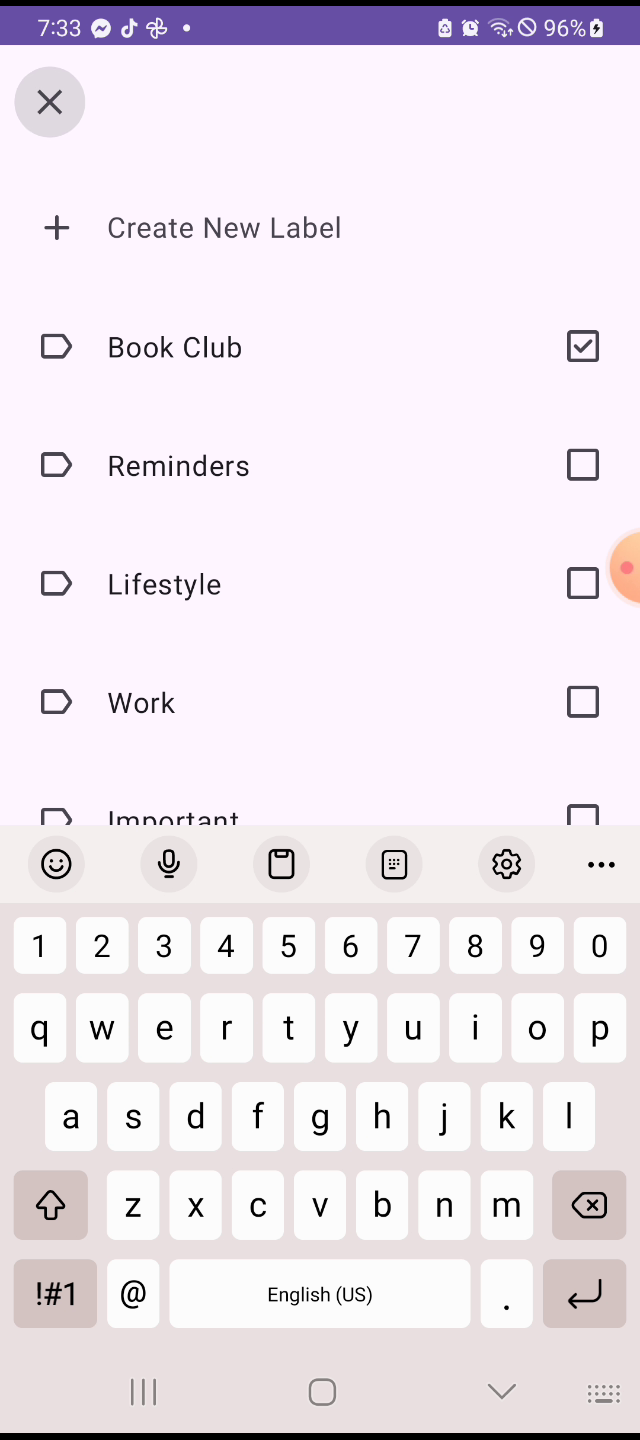 7:33 96%
Create New Label
Book Club
Reminders
Lifestyle
Work
Important
1 2 3 4 5 6 7 8 9 0
q w e r t y u i o p
a s d f g h j k l
z x c v b n m
!#1 @ English (US) .